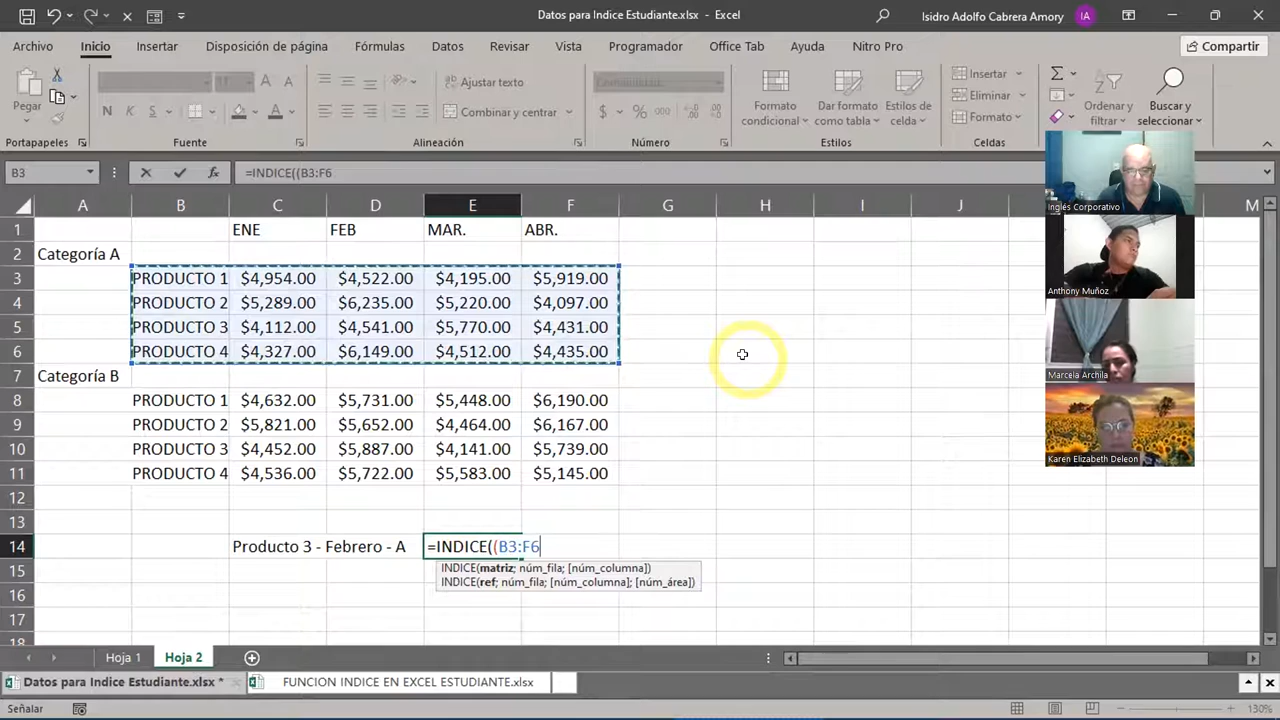 Datos para Indice Estudiante.xlsx - Excel
Isidro Adolfo Cabrera Amory IA
Archivo Inicio Insertar Disposición de página Fórmulas Datos Revisar Vista Programador Office Tab Ayuda Nitro Pro Compartir
Pegar
N K S
Ajustar texto
Combinar y centrar
$ % 000
Formato condicional
Dar formato como tabla
Estilos de celda
Insertar
Eliminar
Formato
Ordenar y filtrar
Buscar y seleccionar
Portapapeles Fuente Alineación Número Estilos Celdas
B3 fx =INDICE((B3:F6
A B C D E F G H I J M
1 ENE FEB MAR. ABR.
2 Categoría A
3 PRODUCTO 1 $4,954.00 $4,522.00 $4,195.00 $5,919.00
4 PRODUCTO 2 $5,289.00 $6,235.00 $5,220.00 $4,097.00
5 PRODUCTO 3 $4,112.00 $4,541.00 $5,770.00 $4,431.00
6 PRODUCTO 4 $4,327.00 $6,149.00 $4,512.00 $4,435.00
7 Categoría B
8 PRODUCTO 1 $4,632.00 $5,731.00 $5,448.00 $6,190.00
9 PRODUCTO 2 $5,821.00 $5,652.00 $4,464.00 $6,167.00
10 PRODUCTO 3 $4,452.00 $5,887.00 $4,141.00 $5,739.00
11 PRODUCTO 4 $4,536.00 $5,722.00 $5,583.00 $5,145.00
12
13
14 Producto 3 - Febrero - A =INDICE((B3:F6
INDICE(matriz; núm_fila; [núm_columna])
INDICE(ref; núm_fila; [núm_columna]; [núm_área])
15
16
17
18
Inglés Corporativo
Anthony Muñoz
Marcela Archila
Karen Elizabeth Deleon
Hoja 1 Hoja 2
Datos para Indice Estudiante.xlsx * FUNCION INDICE EN EXCEL ESTUDIANTE.xlsx
Señalar 130%